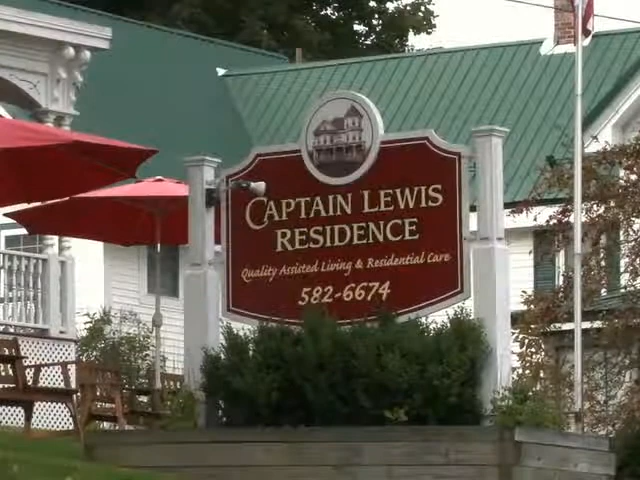 CAPTAIN LEWIS
RESIDENCE
Quality Assisted Living & Residential Care
582-6674